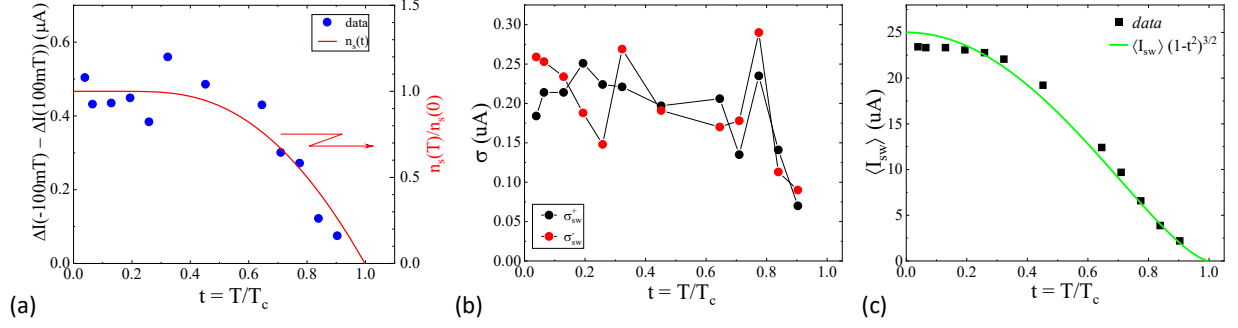 (a)
ΔI(-100mT) − ΔI(100mT)) (μA)
0.6
0.4
0.2
0.0
data
n_s(t)
1.5
1.0
0.5
0.0
n_s(T)/n_s(0)
0.0 0.2 0.4 0.6 0.8 1.0
t = T/T_c
(b)
σ (uA)
0.30
0.25
0.20
0.15
0.10
0.05
0.00
σ⁺_sw
σ⁻_sw
0.0 0.2 0.4 0.6 0.8 1.0
t = T/T_c
(c)
⟨I_sw⟩ (uA)
25
20
15
10
5
0
data
⟨I_sw⟩ (1-t²)^3/2
0.0 0.2 0.4 0.6 0.8 1.0
t = T/T_c